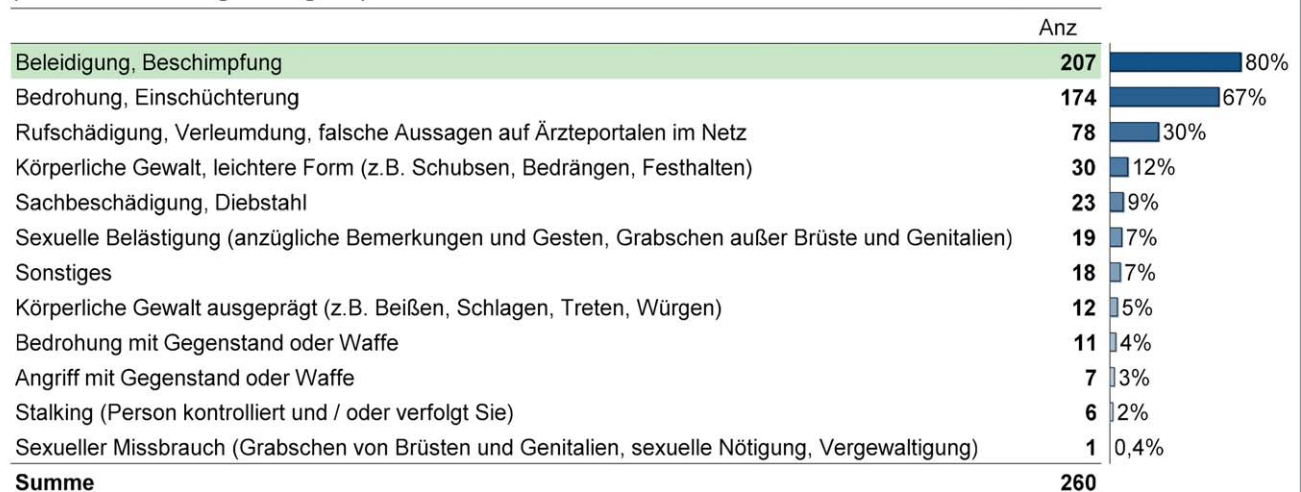 Anz
Beleidigung, Beschimpfung 207 80%
Bedrohung, Einschüchterung 174 67%
Rufschädigung, Verleumdung, falsche Aussagen auf Ärzteportalen im Netz 78 30%
Körperliche Gewalt, leichtere Form (z.B. Schubsen, Bedrängen, Festhalten) 30 12%
Sachbeschädigung, Diebstahl 23 9%
Sexuelle Belästigung (anzügliche Bemerkungen und Gesten, Grabschen außer Brüste und Genitalien) 19 7%
Sonstiges 18 7%
Körperliche Gewalt ausgeprägt (z.B. Beißen, Schlagen, Treten, Würgen) 12 5%
Bedrohung mit Gegenstand oder Waffe 11 4%
Angriff mit Gegenstand oder Waffe 7 3%
Stalking (Person kontrolliert und / oder verfolgt Sie) 6 2%
Sexueller Missbrauch (Grabschen von Brüsten und Genitalien, sexuelle Nötigung, Vergewaltigung) 1 0,4%
Summe 260